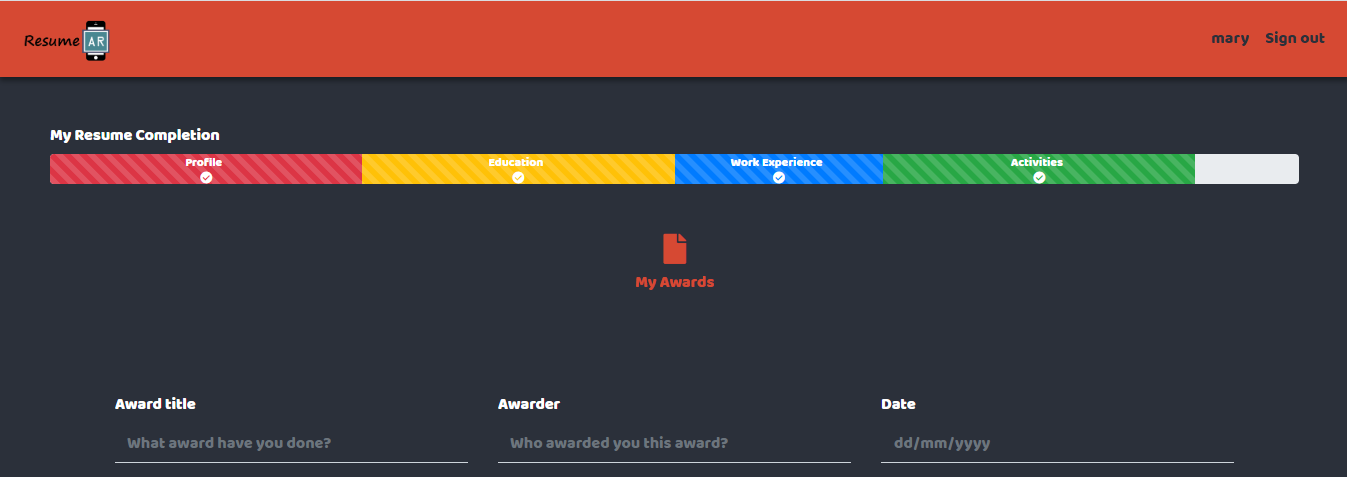 Resume AR
mary Sign out
My Resume Completion
Profile Education Work Experience Activities
My Awards
Award title Awarder Date
What award have you done? Who awarded you this award? dd/mm/yyyy